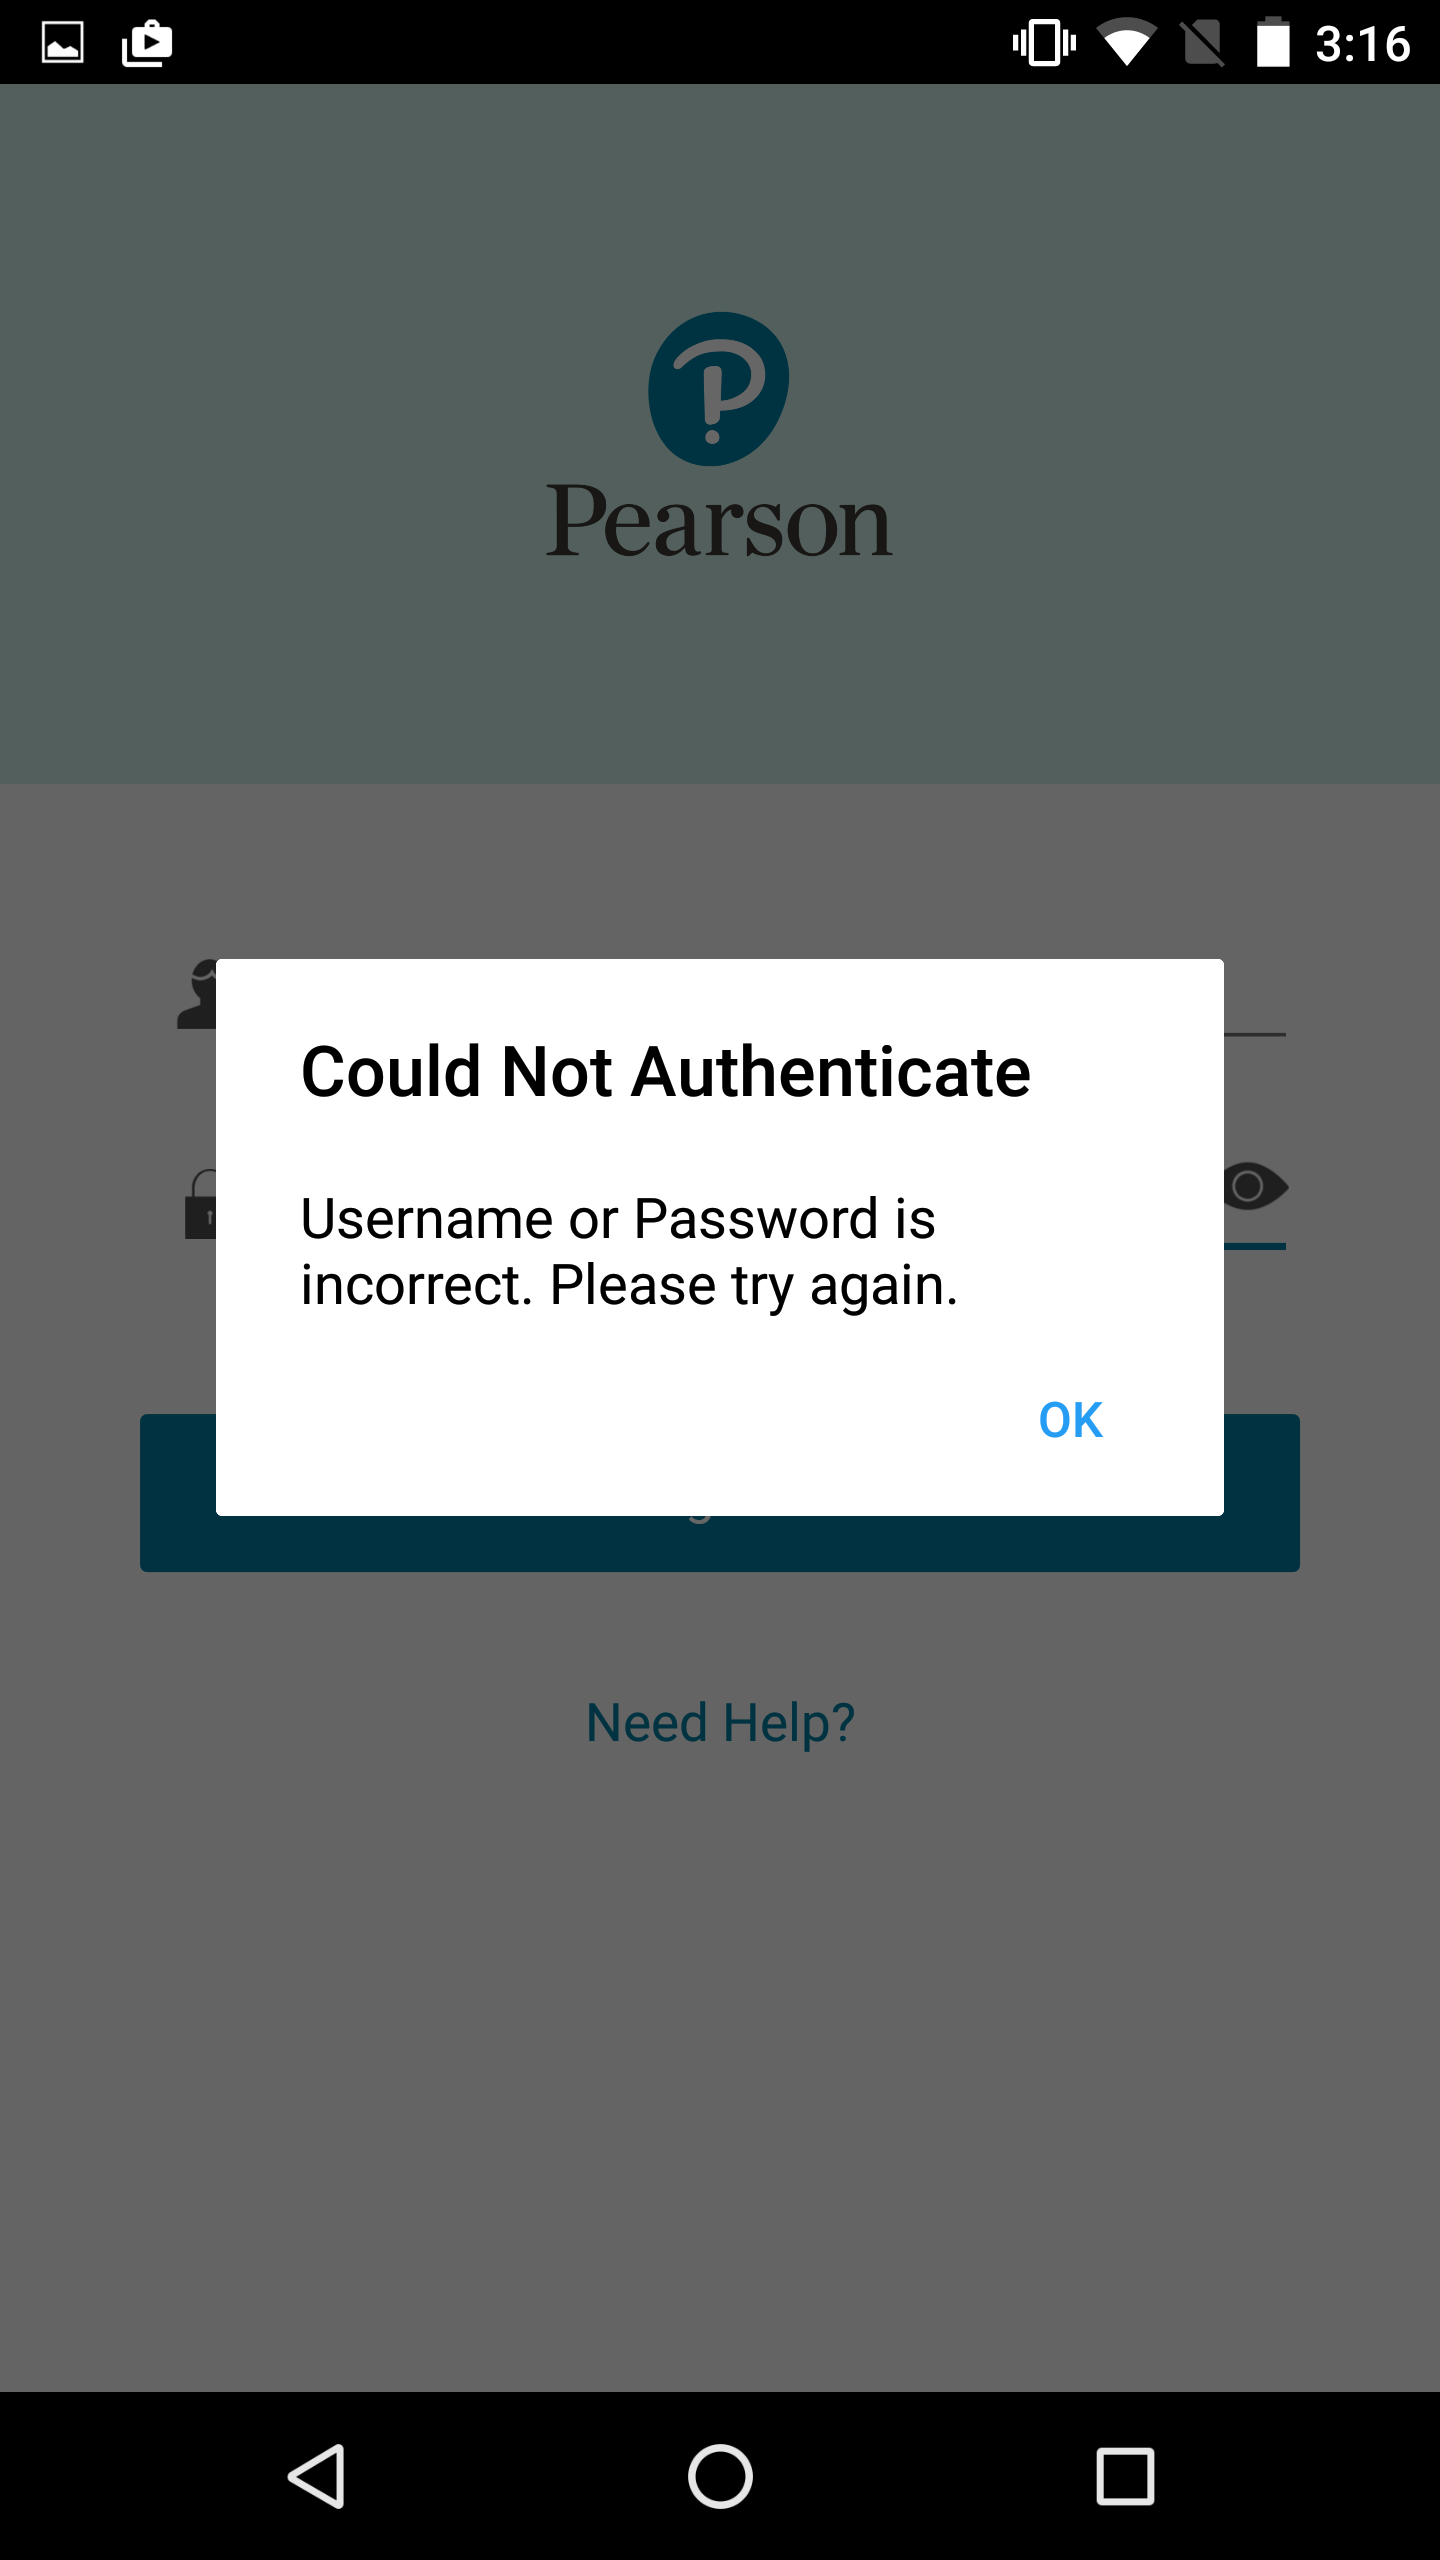 3:16
Pearson
Could Not Authenticate
Username or Password is
incorrect. Please try again.
OK
Need Help?